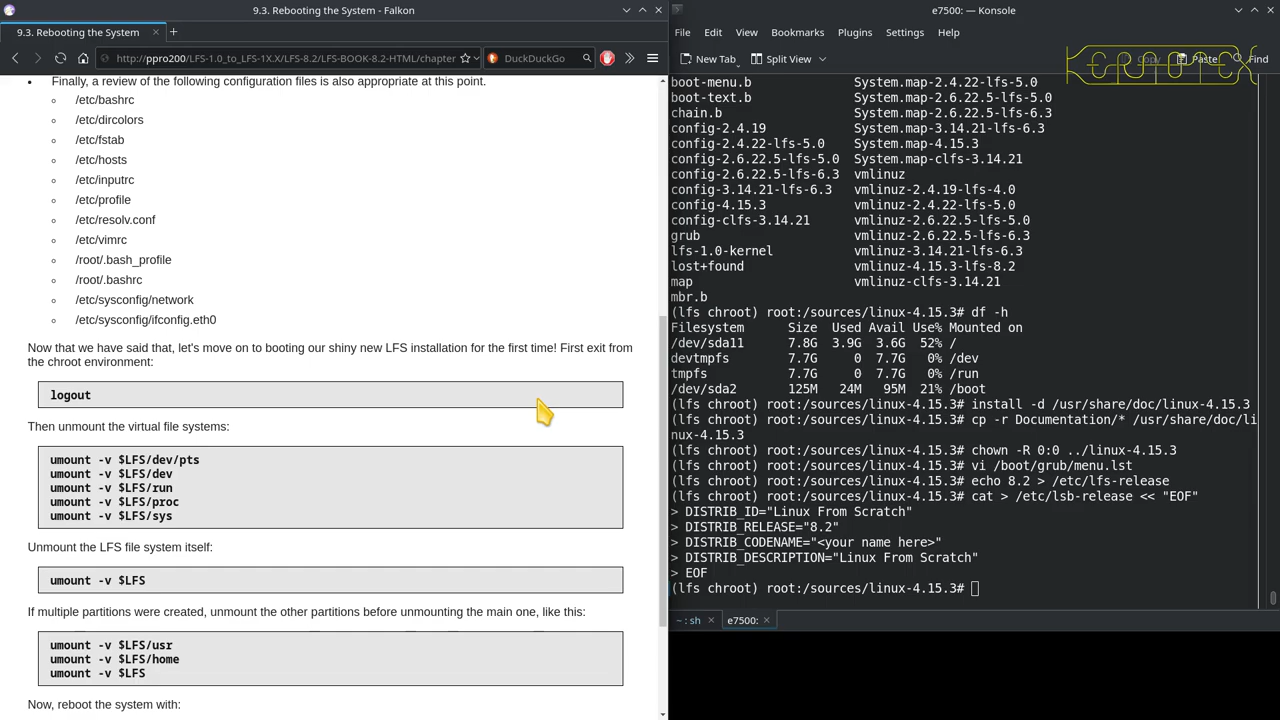 9.3. Rebooting the System - Falkon
9.3. Rebooting the System
http://ppro200/LFS-1.0_to_LFS-1X.X/LFS-8.2/LFS-BOOK-8.2-HTML/chapter
DuckDuckGo
Finally, a review of the following configuration files is also appropriate at this point.
/etc/bashrc
/etc/dircolors
/etc/fstab
/etc/hosts
/etc/inputrc
/etc/profile
/etc/resolv.conf
/etc/vimrc
/root/.bash_profile
/root/.bashrc
/etc/sysconfig/network
/etc/sysconfig/ifconfig.eth0
Now that we have said that, let's move on to booting our shiny new LFS installation for the first time! First exit from
the chroot environment:
logout
Then unmount the virtual file systems:
umount -v $LFS/dev/pts
umount -v $LFS/dev
umount -v $LFS/run
umount -v $LFS/proc
umount -v $LFS/sys
Unmount the LFS file system itself:
umount -v $LFS
If multiple partitions were created, unmount the other partitions before unmounting the main one, like this:
umount -v $LFS/usr
umount -v $LFS/home
umount -v $LFS
Now, reboot the system with:
e7500: — Konsole
File Edit View Bookmarks Plugins Settings Help
New Tab Split View Copy Paste Find
boot-menu.b System.map-2.4.22-lfs-5.0
boot-text.b System.map-2.6.22.5-lfs-5.0
chain.b System.map-2.6.22.5-lfs-6.3
config-2.4.19 System.map-3.14.21-lfs-6.3
config-2.4.22-lfs-5.0 System.map-4.15.3
config-2.6.22.5-lfs-5.0 System.map-clfs-3.14.21
config-2.6.22.5-lfs-6.3 vmlinuz
config-3.14.21-lfs-6.3 vmlinuz-2.4.19-lfs-4.0
config-4.15.3 vmlinuz-2.4.22-lfs-5.0
config-clfs-3.14.21 vmlinuz-2.6.22.5-lfs-5.0
grub vmlinuz-2.6.22.5-lfs-6.3
lfs-1.0-kernel vmlinuz-3.14.21-lfs-6.3
lost+found vmlinuz-4.15.3-lfs-8.2
map vmlinuz-clfs-3.14.21
mbr.b
(lfs chroot) root:/sources/linux-4.15.3# df -h
Filesystem Size Used Avail Use% Mounted on
/dev/sda11 7.8G 3.9G 3.6G 52% /
devtmpfs 7.7G 0 7.7G 0% /dev
tmpfs 7.7G 0 7.7G 0% /run
/dev/sda2 125M 24M 95M 21% /boot
(lfs chroot) root:/sources/linux-4.15.3# install -d /usr/share/doc/linux-4.15.3
(lfs chroot) root:/sources/linux-4.15.3# cp -r Documentation/* /usr/share/doc/li
nux-4.15.3
(lfs chroot) root:/sources/linux-4.15.3# chown -R 0:0 ../linux-4.15.3
(lfs chroot) root:/sources/linux-4.15.3# vi /boot/grub/menu.lst
(lfs chroot) root:/sources/linux-4.15.3# echo 8.2 > /etc/lfs-release
(lfs chroot) root:/sources/linux-4.15.3# cat > /etc/lsb-release << "EOF"
> DISTRIB_ID="Linux From Scratch"
> DISTRIB_RELEASE="8.2"
> DISTRIB_CODENAME="<your name here>"
> DISTRIB_DESCRIPTION="Linux From Scratch"
> EOF
(lfs chroot) root:/sources/linux-4.15.3#
~ : sh e7500: